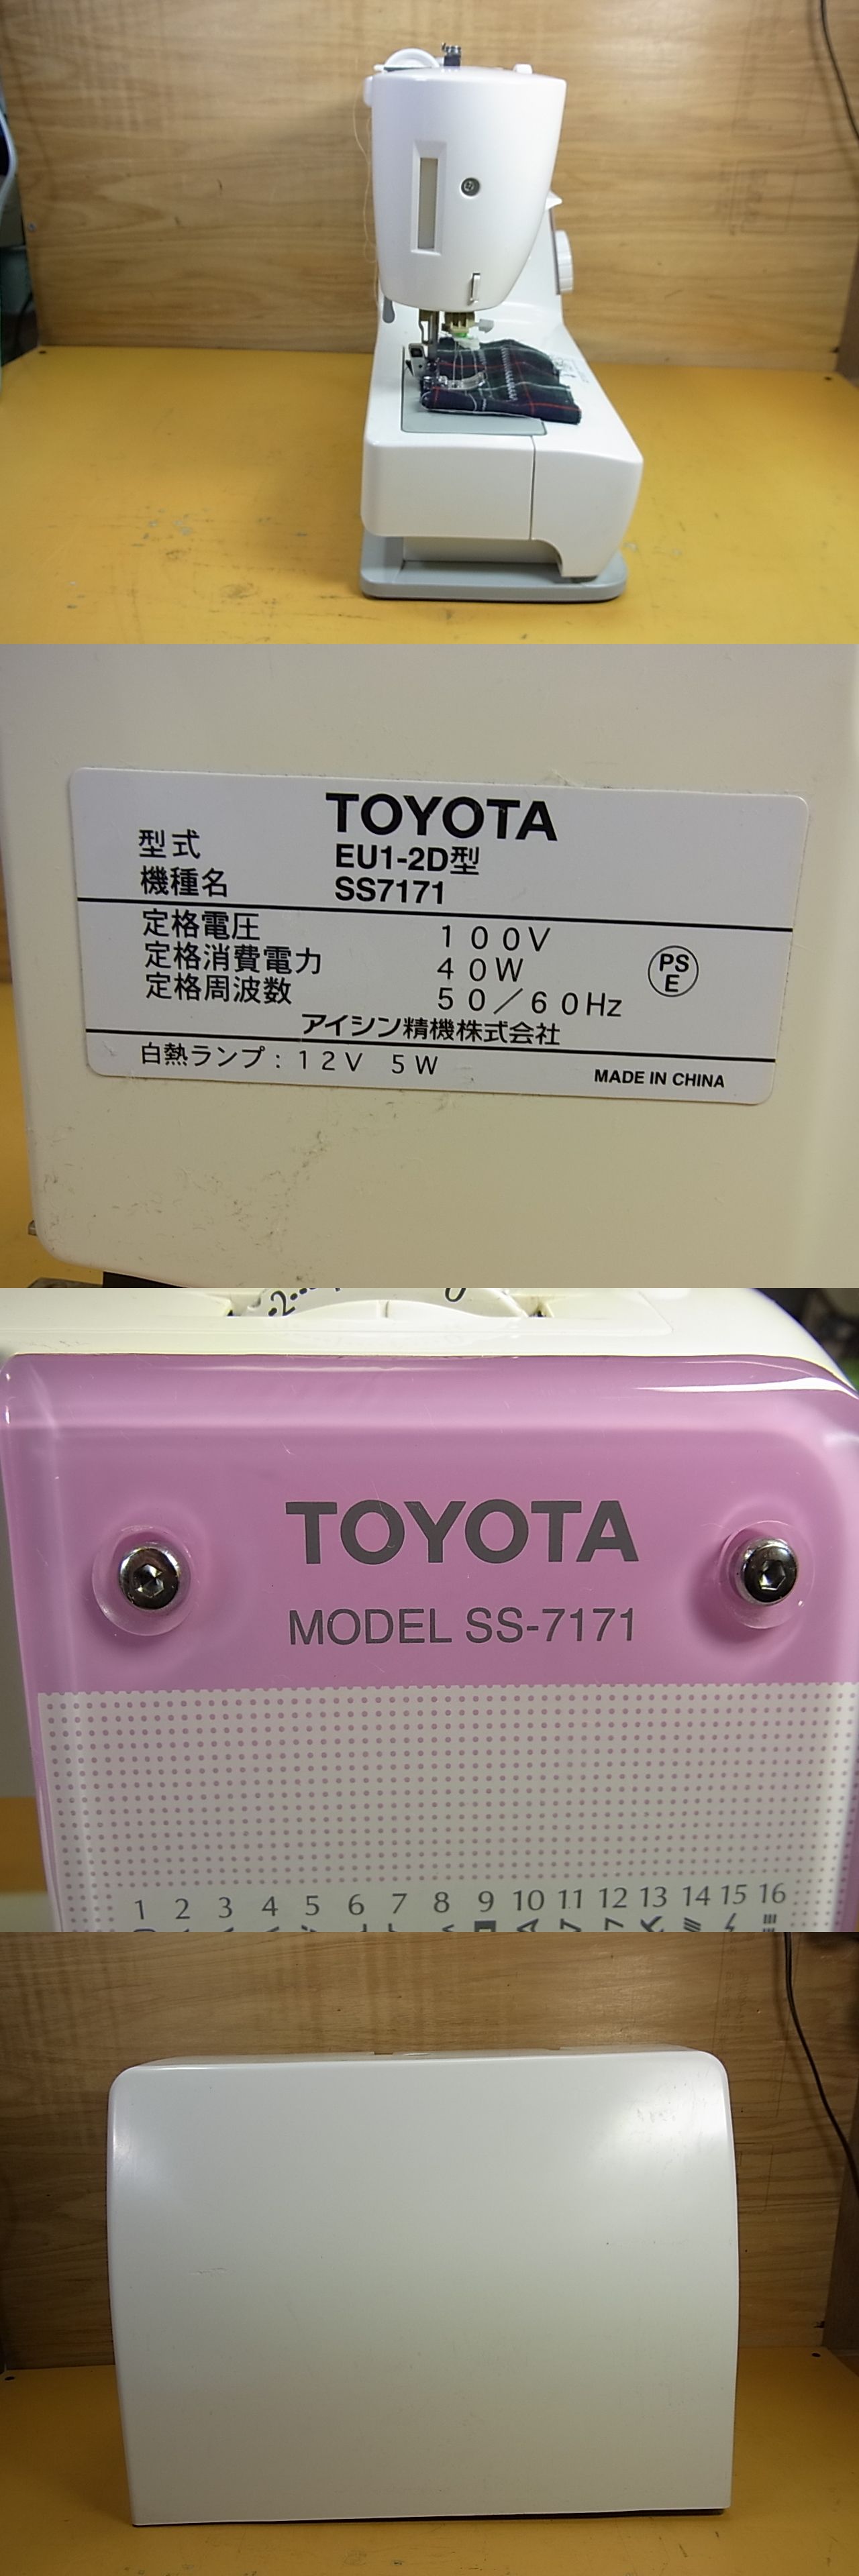 TOYOTA
型式 EU1-2D型
機種名 SS7171
定格電圧 100V
定格消費電力 40W
定格周波数 50/60Hz
PS
E
アイシン精機株式会社
白熱ランプ:12V 5W
MADE IN CHINA
TOYOTA
MODEL SS-7171
1 2 3 4 5 6 7 8 9 10 11 12 13 14 15 16